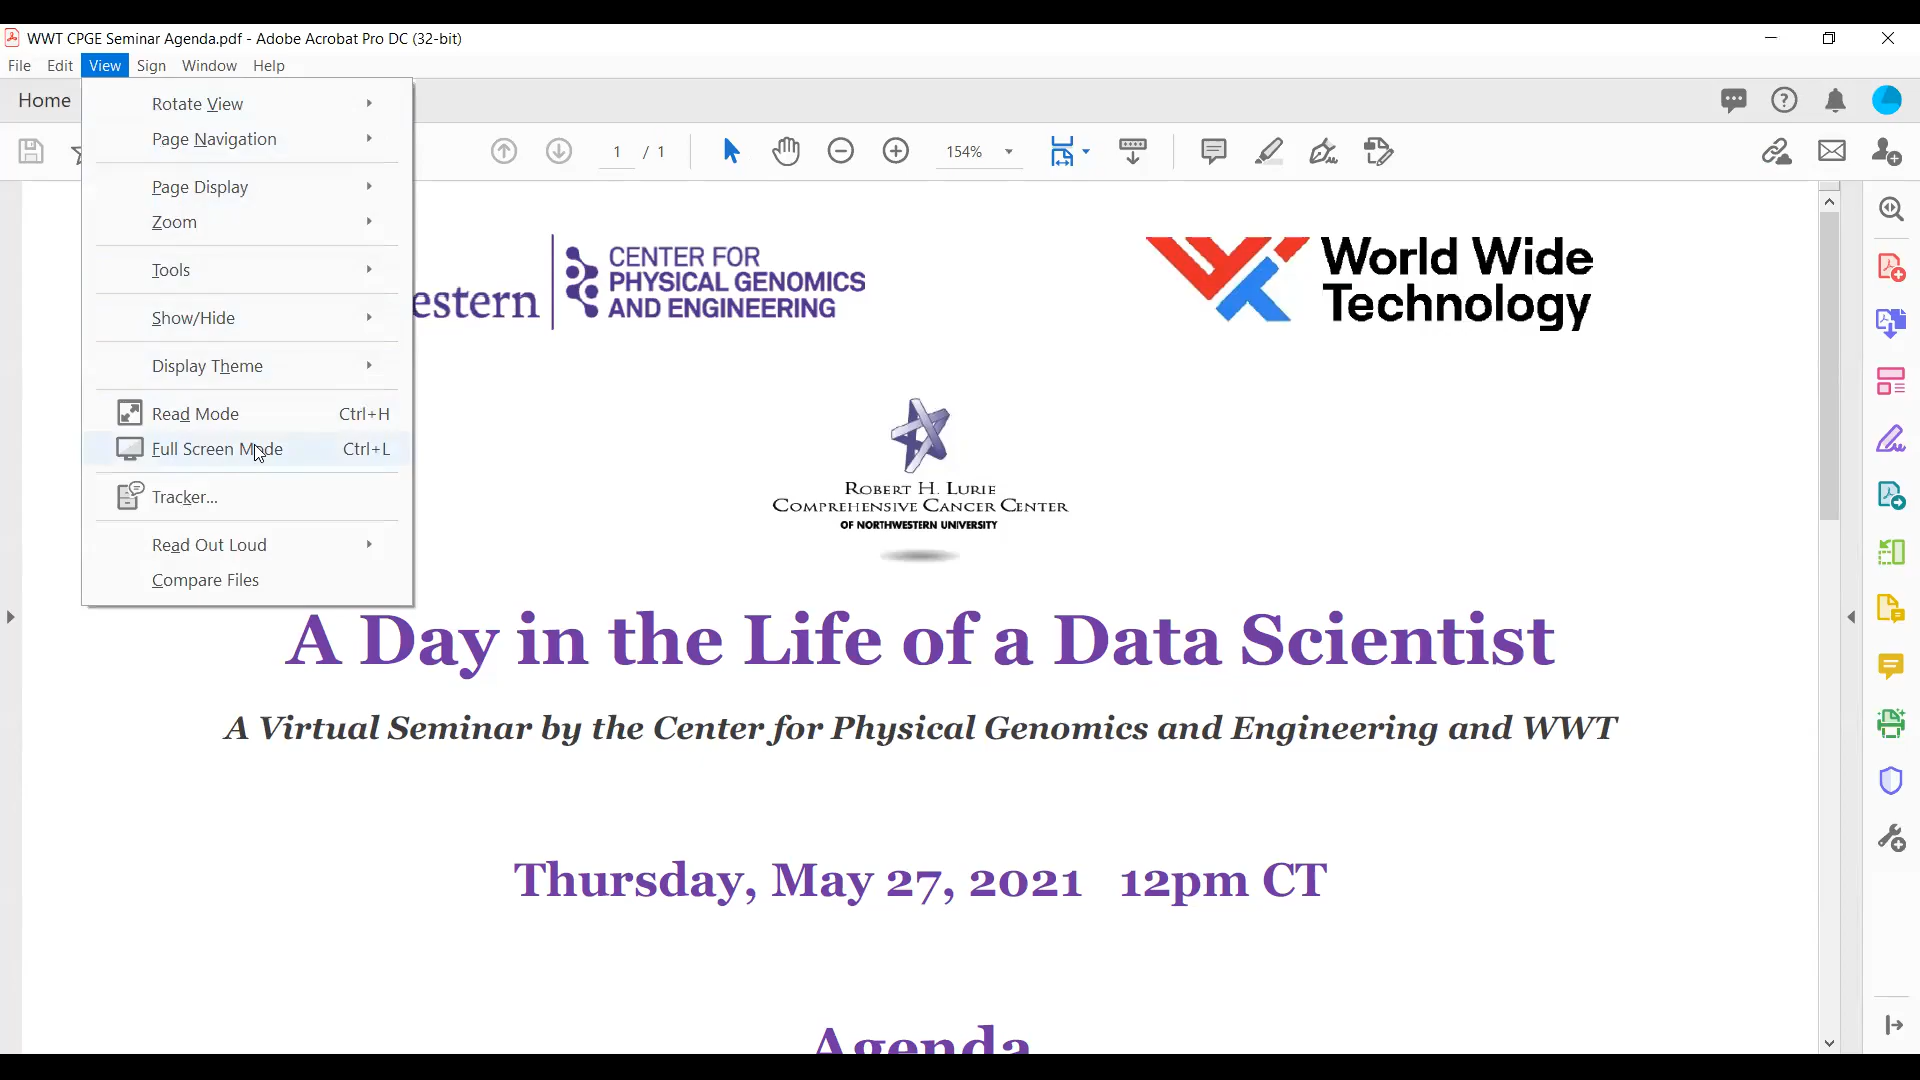 WWT CPGE Seminar Agenda.pdf - Adobe Acrobat Pro DC (32-bit)
File Edit View Sign Window Help
Home
Rotate View
Page Navigation
1 / 1
154%
Page Display
Zoom
Tools
Show/Hide
Display Theme
Read Mode Ctrl+H
Full Screen Mode Ctrl+L
Tracker...
Read Out Loud
Compare Files
estern
CENTER FOR
PHYSICAL GENOMICS
AND ENGINEERING
World Wide
Technology
ROBERT H. LURIE
COMPREHENSIVE CANCER CENTER
OF NORTHWESTERN UNIVERSITY
A Day in the Life of a Data Scientist
A Virtual Seminar by the Center for Physical Genomics and Engineering and WWT
Thursday, May 27, 2021 12pm CT
Agenda